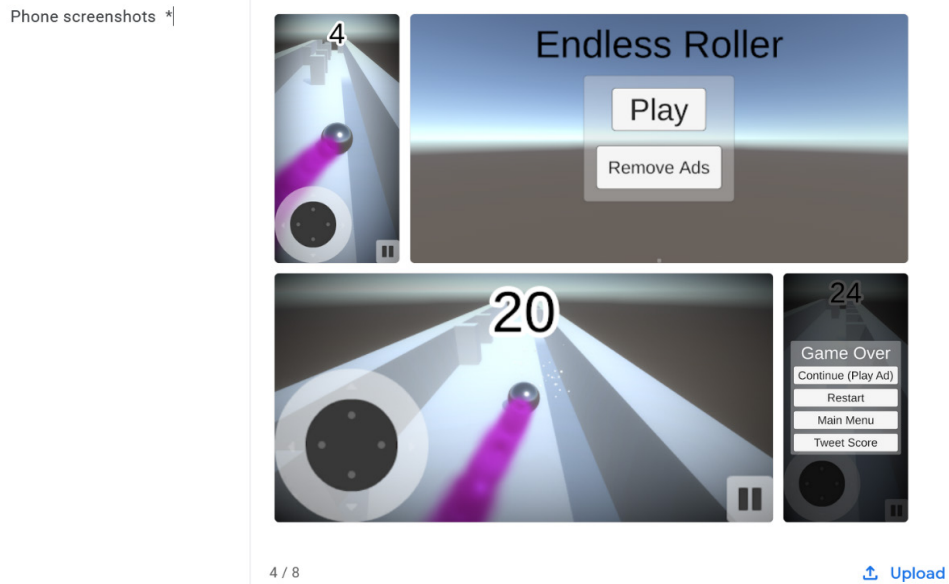 Phone screenshots *
4
Endless Roller
Play
Remove Ads
20
24
Game Over
Continue (Play Ad)
Restart
Main Menu
Tweet Score
4 / 8
Upload